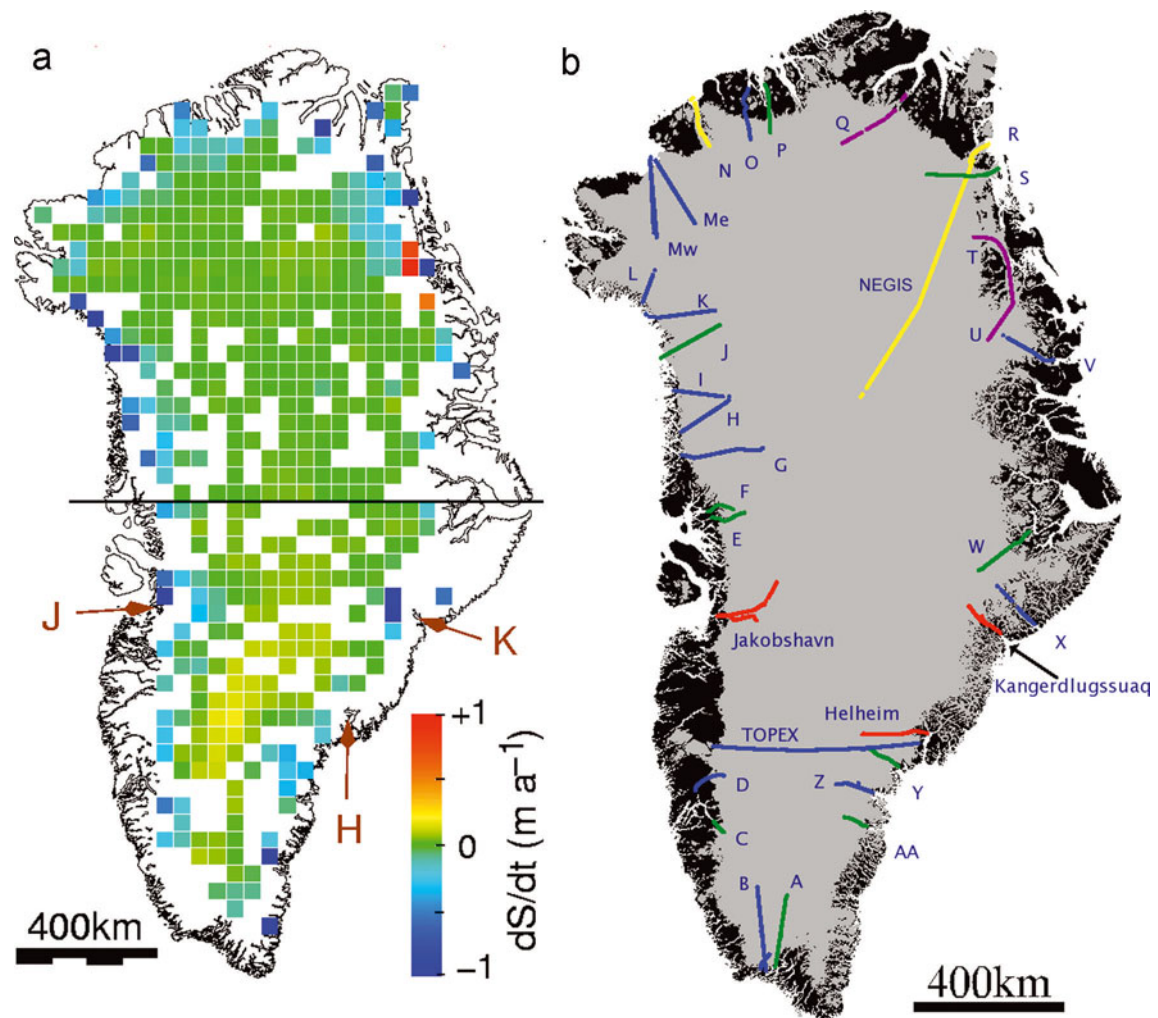 a
J
K
H
+1
0
−1
dS/dt (m a⁻¹)
400km
b
N
O
P
Q
R
S
Me
Mw
L
K
T
NEGIS
J
U
V
I
H
G
F
E
W
Jakobshavn
X
Kangerdlugssuaq
Helheim
TOPEX
D
Z
Y
C
AA
B
A
400km